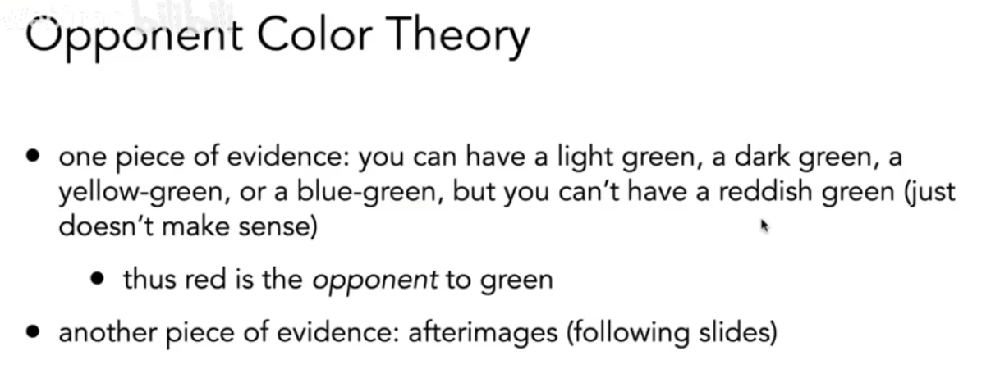 Opponent Color Theory
• one piece of evidence: you can have a light green, a dark green, a
yellow-green, or a blue-green, but you can’t have a reddish green (just
doesn’t make sense)
• thus red is the opponent to green
• another piece of evidence: afterimages (following slides)